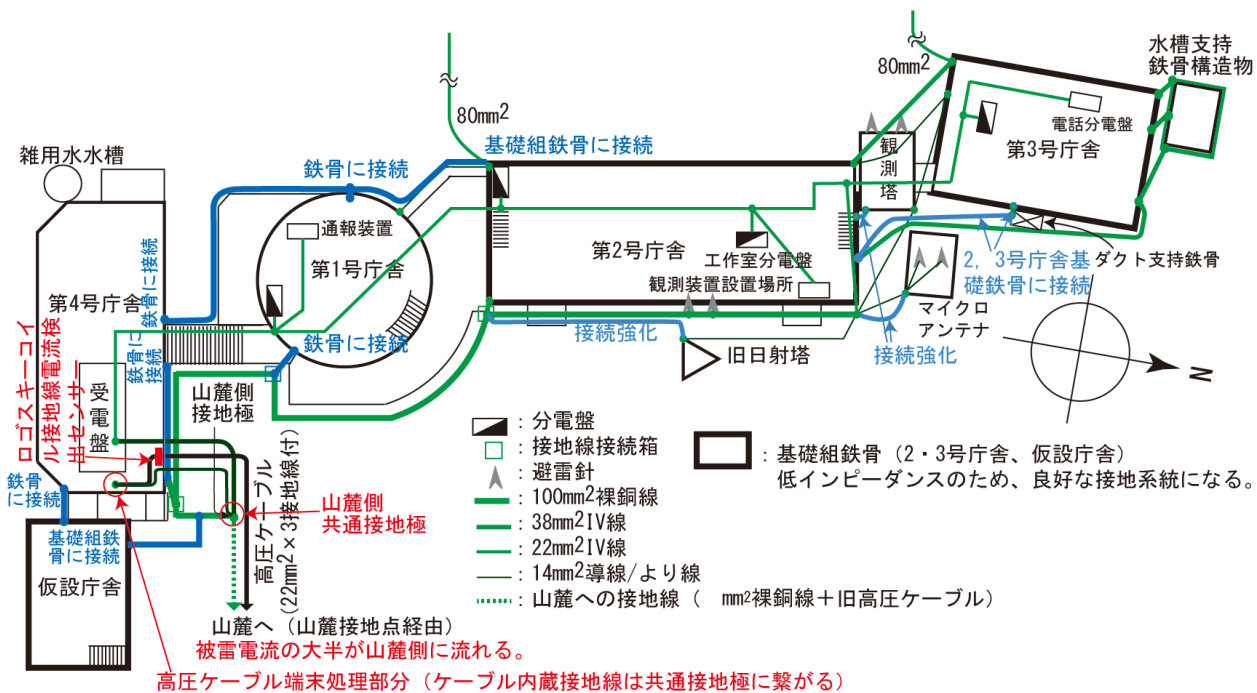 水槽支持
鉄骨構造物
80mm2
80mm2
電話分電盤
第3号庁舎
観測塔
基礎組鉄骨に接続
雑用水水槽
鉄骨に接続
通報装置
第1号庁舎
第2号庁舎
工作室分電盤
観測装置設置場所
2, 3号庁舎基
礎鉄骨に接続
ダクト支持鉄骨
マイクロ
アンテナ
接続強化
接続強化
旧日射塔
N
第4号庁舎
鉄骨に接続
鉄骨に
接続
鉄骨に接続
ロゴスキーコイ
ル接地線電流検
出センサー
受電盤
山麓側
接地極
鉄骨
に接続
山麓側
共通接地極
高圧ケーブル
(22mm2×3接地線付)
基礎組鉄
骨に接続
仮設庁舎
山麓へ(山麓接地点経由)
被雷電流の大半が山麓側に流れる。
高圧ケーブル端末処理部分(ケーブル内蔵接地線は共通接地極に繋がる)
:分電盤
:接地線接続箱
:避雷針
:100mm2裸銅線
:38mm2IV線
:22mm2IV線
:14mm2導線/より線
:山麓への接地線( mm2裸銅線+旧高圧ケーブル)
:基礎組鉄骨(2・3号庁舎、仮設庁舎)
低インピーダンスのため、良好な接地系統になる。